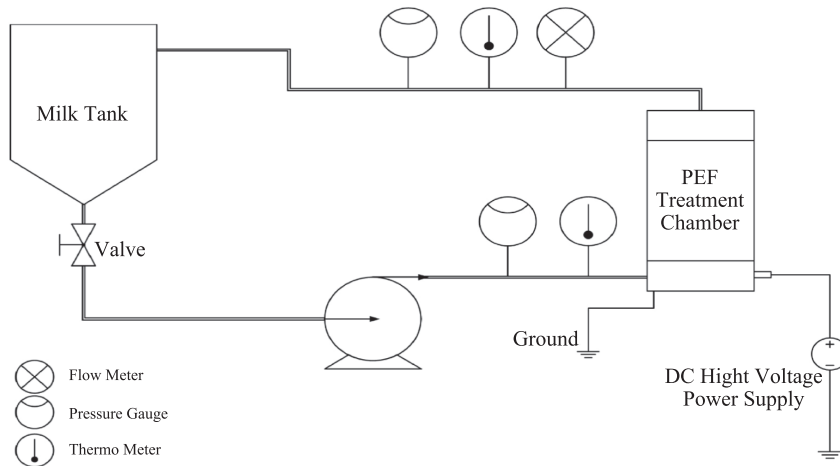 Milk Tank
PEF
Treatment
Chamber
Valve
Ground
+
−
DC Hight Voltage
Power Supply
Flow Meter
Pressure Gauge
Thermo Meter